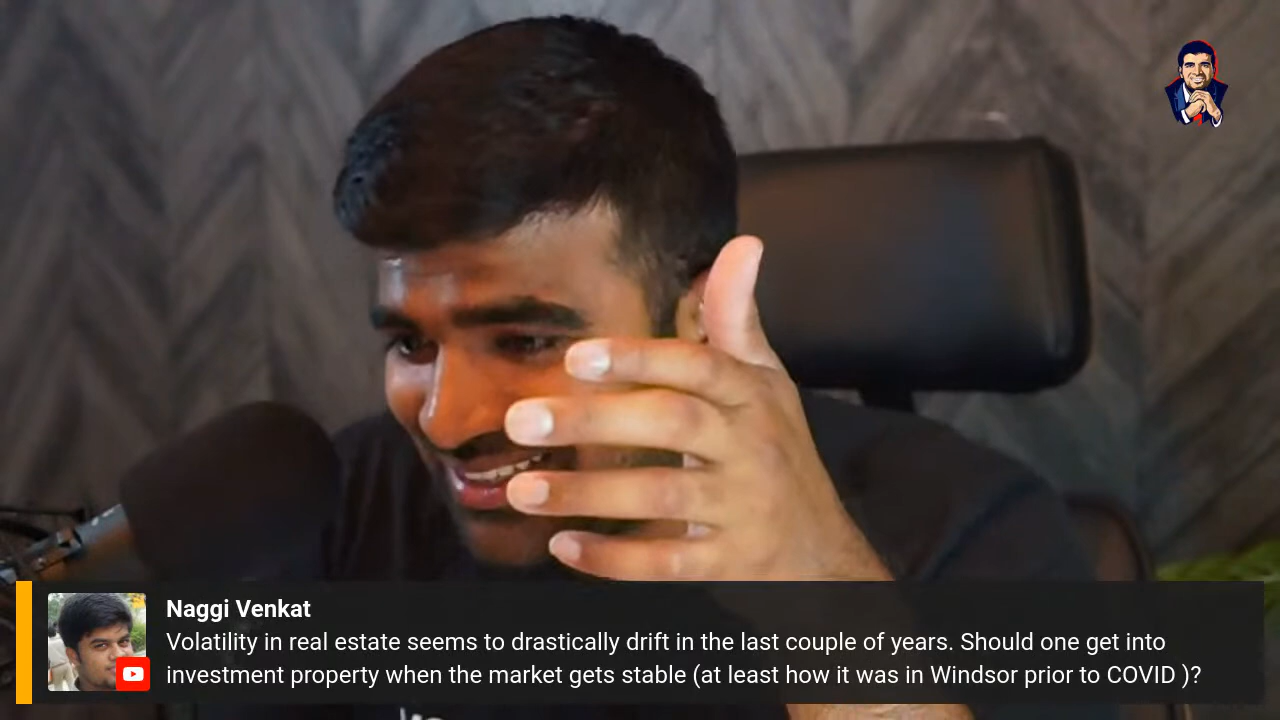 Naggi Venkat
Volatility in real estate seems to drastically drift in the last couple of years. Should one get into
investment property when the market gets stable (at least how it was in Windsor prior to COVID )?